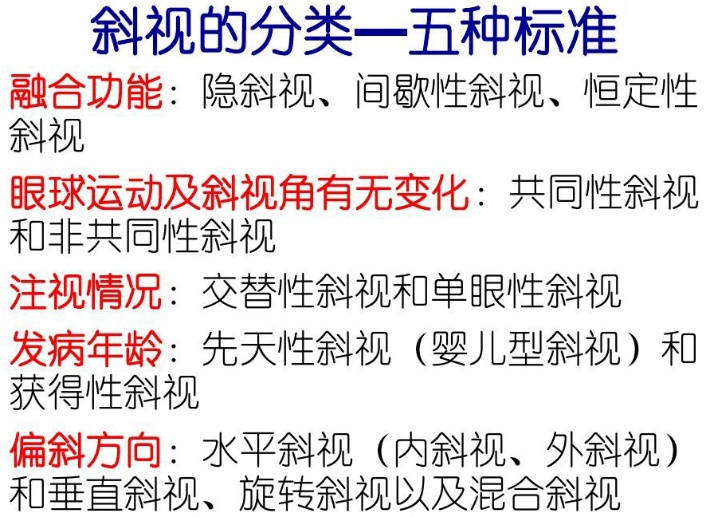 斜视的分类—五种标准
融合功能：隐斜视、间歇性斜视、恒定性
斜视
眼球运动及斜视角有无变化：共同性斜视
和非共同性斜视
注视情况：交替性斜视和单眼性斜视
发病年龄：先天性斜视（婴儿型斜视）和
获得性斜视
偏斜方向：水平斜视（内斜视、外斜视）
和垂直斜视、旋转斜视以及混合斜视